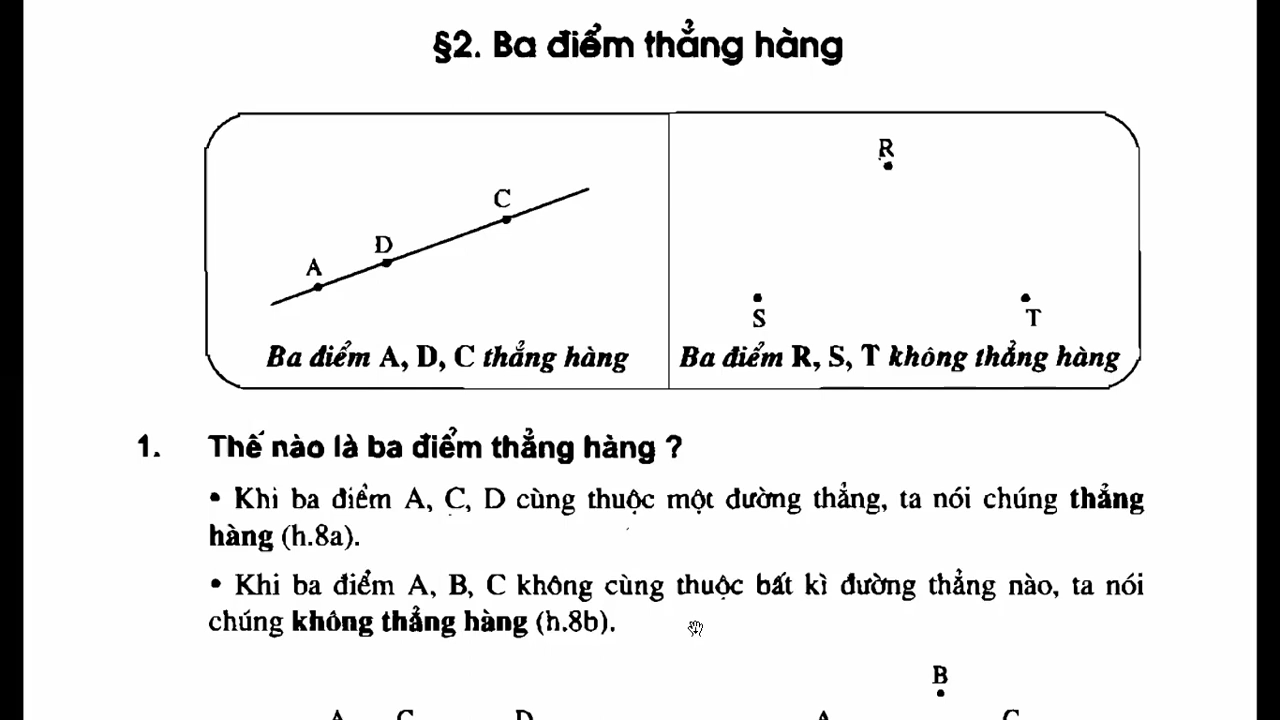 §2. Ba điểm thẳng hàng
R
C
D
A
S
T
Ba điểm A, D, C thẳng hàng
Ba điểm R, S, T không thẳng hàng
1. Thế nào là ba điểm thẳng hàng ?
• Khi ba điểm A, C, D cùng thuộc một đường thẳng, ta nói chúng thẳng
hàng (h.8a).
• Khi ba điểm A, B, C không cùng thuộc bất kì đường thẳng nào, ta nói
chúng không thẳng hàng (h.8b).
B
A C D A C